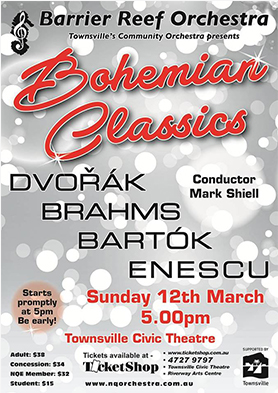 Barrier Reef Orchestra
Townsville's Community Orchestra presents
Bohemian
Classics
Conductor
Mark Shiell
DVOŘÁK
BRAHMS
BARTÓK
ENESCU
Starts
promptly
at 5pm
Be early!
Sunday 12th March
5.00pm
Townsville Civic Theatre
Adult: $38
Concession: $34
NQE Member: $32
Student: $15
Tickets available at -
TicketShop
• www.ticketshop.com.au
• 4727 9797
• Townsville Civic Theatre
• Riverway Arts Centre
www.nqorchestra.com.au
SUPPORTED BY
Townsville